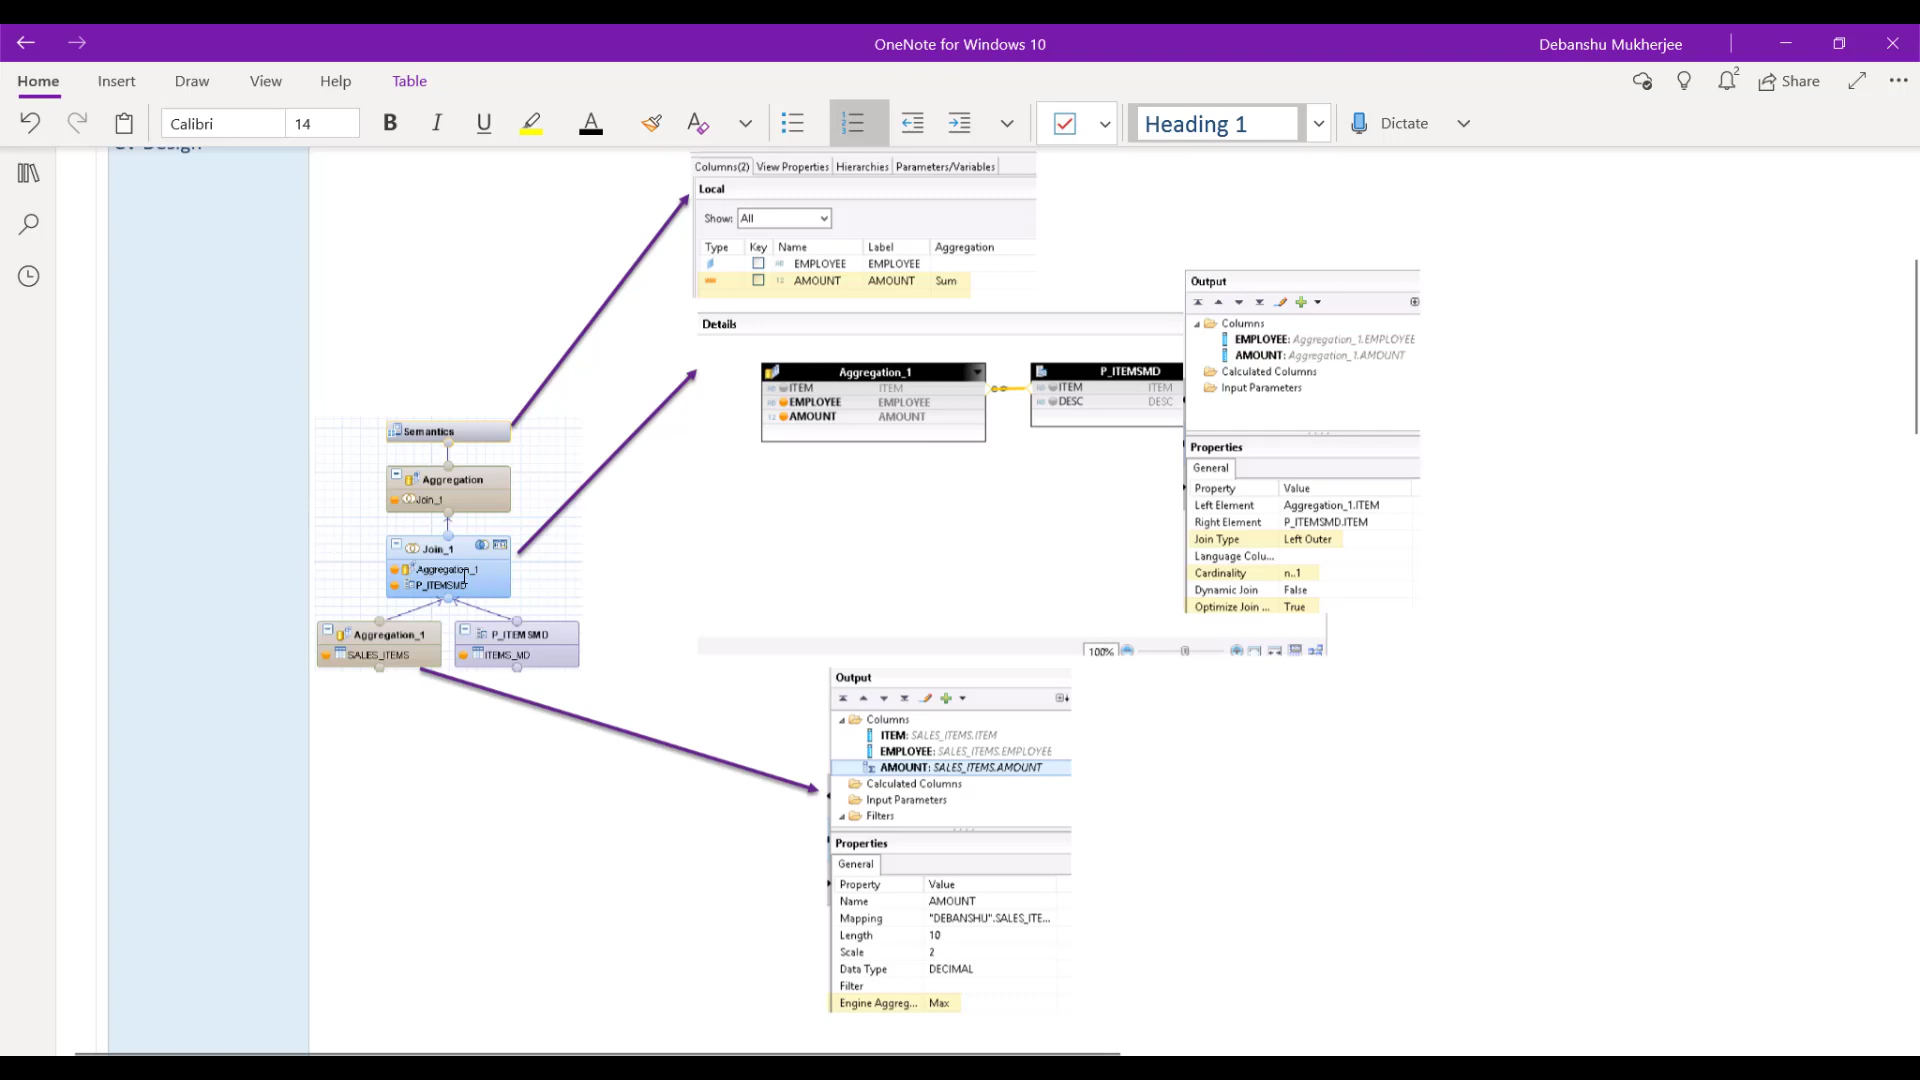 OneNote for Windows 10
Debanshu Mukherjee
Home Insert Draw View Help Table
2
Share
Calibri 14 B I U A Heading 1 Dictate
Design
Columns(2) View Properties Hierarchies Parameters/Variables
Local
Show: All
Type Key Name Label Aggregation
EMPLOYEE EMPLOYEE
12 AMOUNT AMOUNT Sum
Details
Aggregation_1
ITEM ITEM
EMPLOYEE EMPLOYEE
12 AMOUNT AMOUNT
P_ITEMSMD
ITEM ITEM
DESC DESC
Output
Columns
EMPLOYEE: Aggregation_1.EMPLOYEE
AMOUNT: Aggregation_1.AMOUNT
Calculated Columns
Input Parameters
Properties
General
Property Value
Left Element Aggregation_1.ITEM
Right Element P_ITEMSMD.ITEM
Join Type Left Outer
Language Colu...
Cardinality n..1
Dynamic Join False
Optimize Join ... True
100%
Semantics
Aggregation
Join_1
Join_1
Aggregation_1
P_ITEMSMD
Aggregation_1
SALES_ITEMS
P_ITEMSMD
ITEMS_MD
Output
Columns
ITEM: SALES_ITEMS.ITEM
EMPLOYEE: SALES_ITEMS.EMPLOYEE
AMOUNT: SALES_ITEMS.AMOUNT
Calculated Columns
Input Parameters
Filters
Properties
General
Property Value
Name AMOUNT
Mapping "DEBANSHU".SALES_ITE...
Length 10
Scale 2
Data Type DECIMAL
Filter
Engine Aggreg... Max